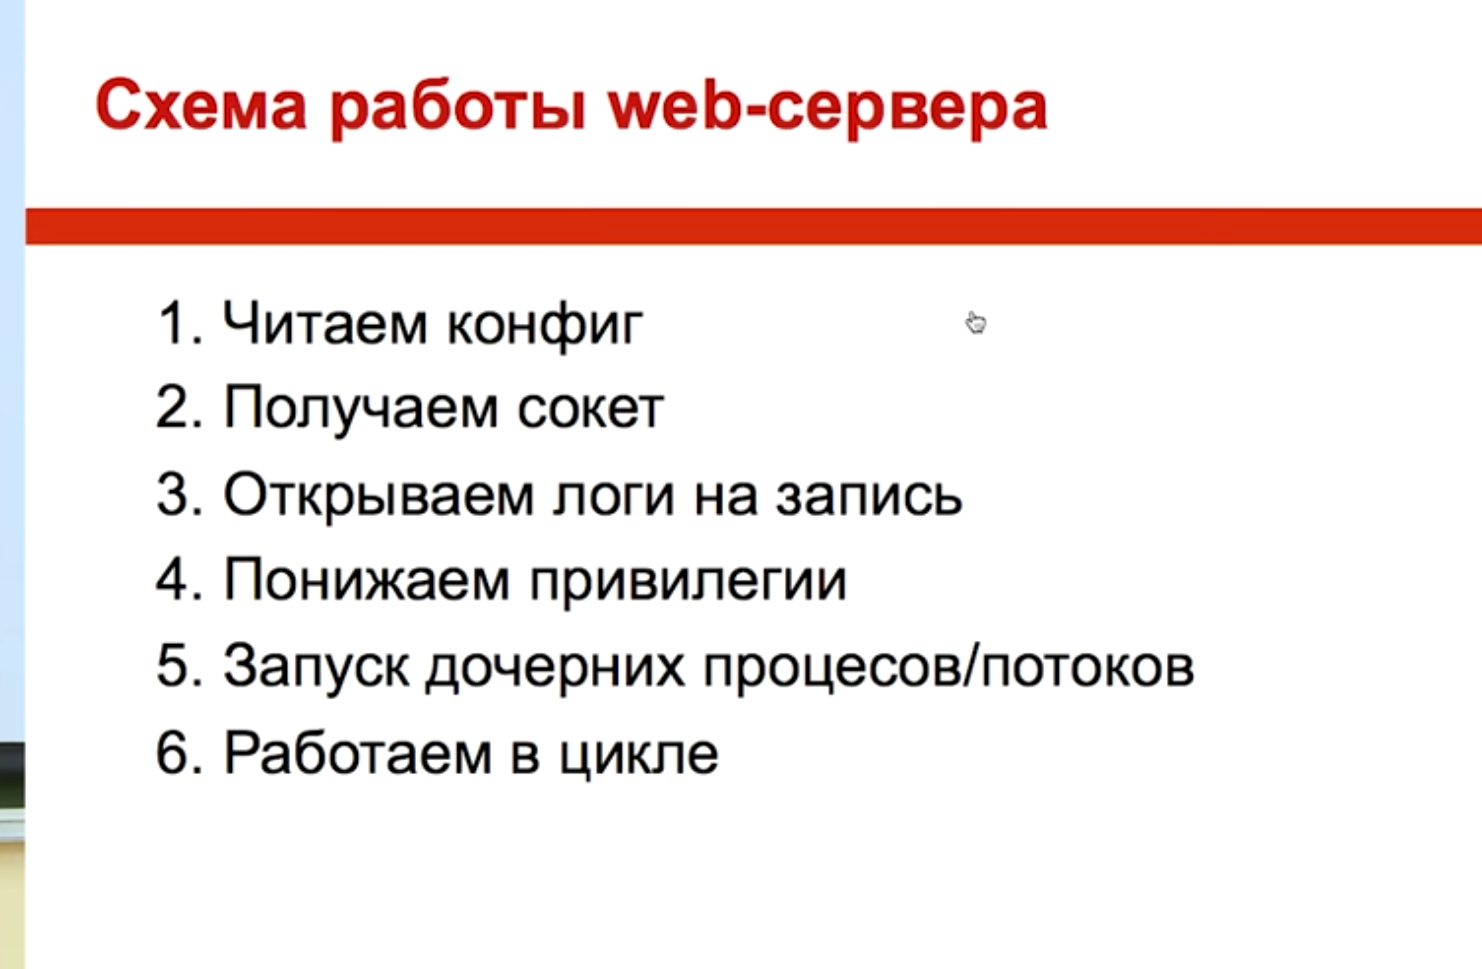 Схема работы web-сервера
1. Читаем конфиг
2. Получаем сокет
3. Открываем логи на запись
4. Понижаем привилегии
5. Запуск дочерних процесов/потоков
6. Работаем в цикле